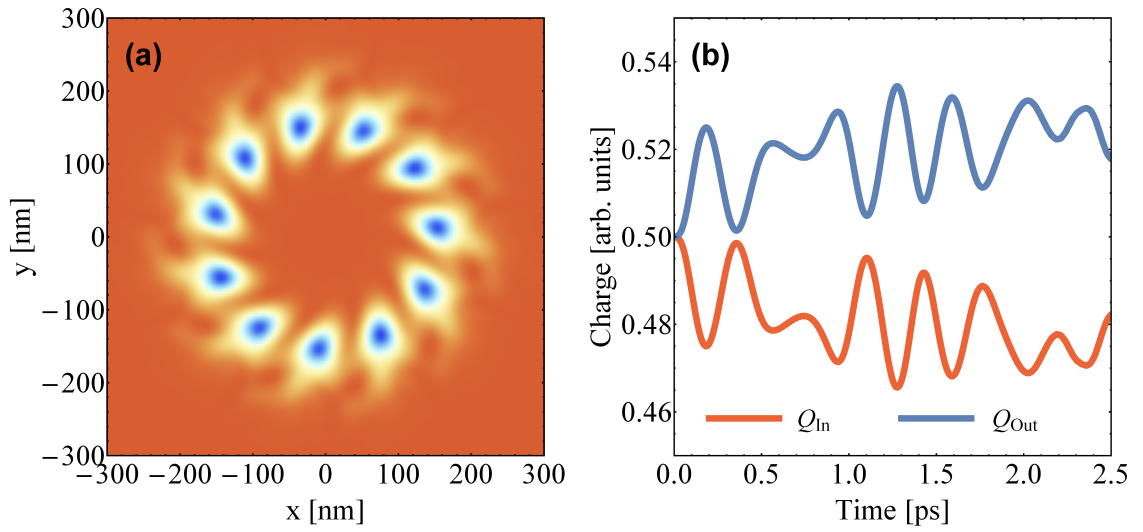 (a)
300
200
100
0
−100
−200
−300
y [nm]
−300 −200 −100 0 100 200 300
x [nm]
(b)
0.54
0.52
0.50
0.48
0.46
Charge [arb. units]
Q_In Q_Out
0.0 0.5 1.0 1.5 2.0 2.5
Time [ps]